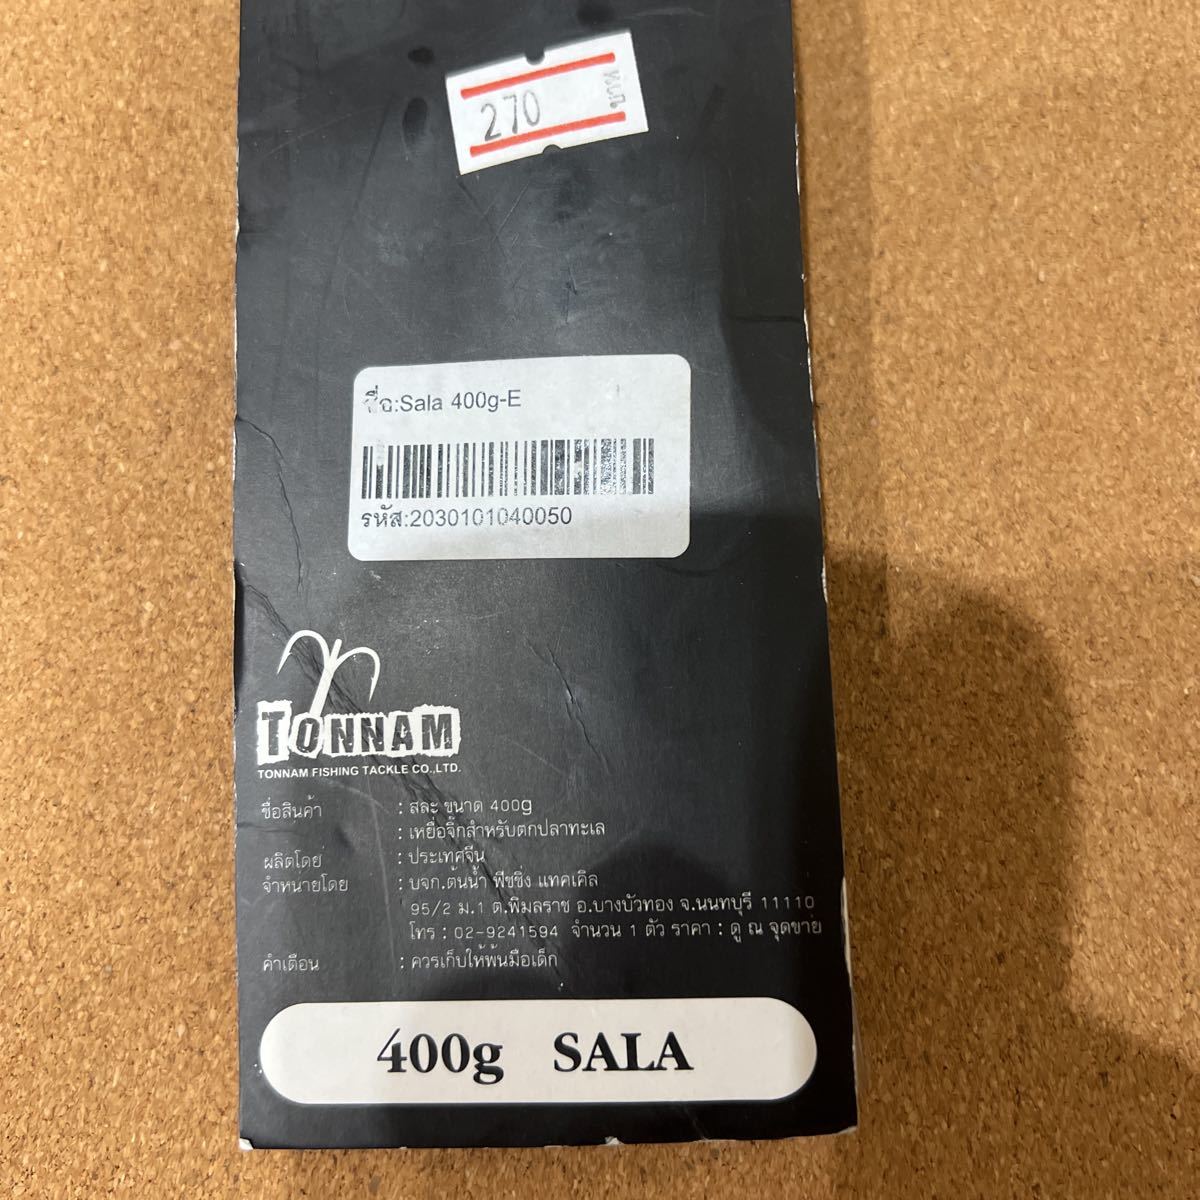 270
ชื่อ:Sala 400g-E
รหัส:2030101040050
TONNAM
TONNAM FISHING TACKLE CO.,LTD.
ชื่อสินค้า : สละ ขนาด 400g
: เหยื่อจิ๊กสำหรับตกปลาทะเล
ผลิตโดย : ประเทศจีน
จำหน่ายโดย : บจก.ต้นน้ำ ฟิชชิ่ง แทคเคิล
95/2 ม.1 ต.พิมลราช อ.บางบัวทอง จ.นนทบุรี 11110
โทร : 02-9241594 จำนวน 1 ตัว ราคา : ดู ณ จุดขาย
คำเตือน : ควรเก็บให้พ้นมือเด็ก
400g SALA